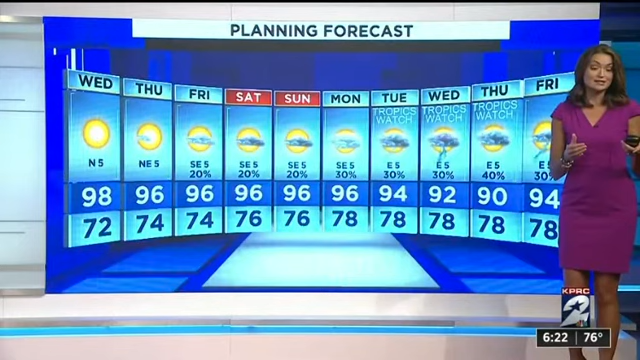 PLANNING FORECAST
WED THU FRI SAT SUN MON TUE WED THU FRI
TROPICS WATCH TROPICS WATCH TROPICS WATCH
N 5 NE 5 SE 5 SE 5 SE 5 SE 5 E 5 E 5 E 5 E 5
20% 20% 20% 30% 30% 30% 40% 30%
98 96 96 96 96 96 94 92 90 94
72 74 74 76 76 78 78 78 78 78
KPRC
2
6:22 76°